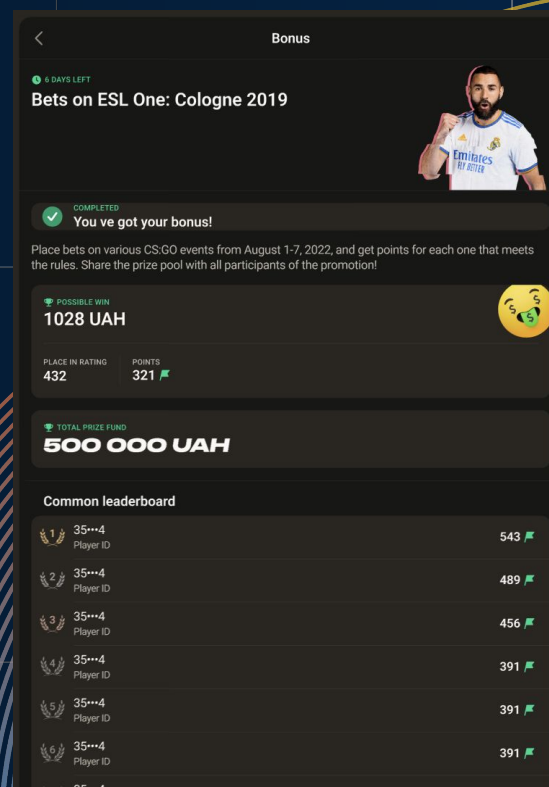 Bonus
6 DAYS LEFT
Bets on ESL One: Cologne 2019
Emirates
FLY BETTER
COMPLETED
You ve got your bonus!
Place bets on various CS:GO events from August 1-7, 2022, and get points for each one that meets
the rules. Share the prize pool with all participants of the promotion!
POSSIBLE WIN
1028 UAH
PLACE IN RATING
432
POINTS
321
TOTAL PRIZE FUND
500 000 UAH
Common leaderboard
1
35•••4
Player ID
543
2
35•••4
Player ID
489
3
35•••4
Player ID
456
4
35•••4
Player ID
391
5
35•••4
Player ID
391
6
35•••4
Player ID
391